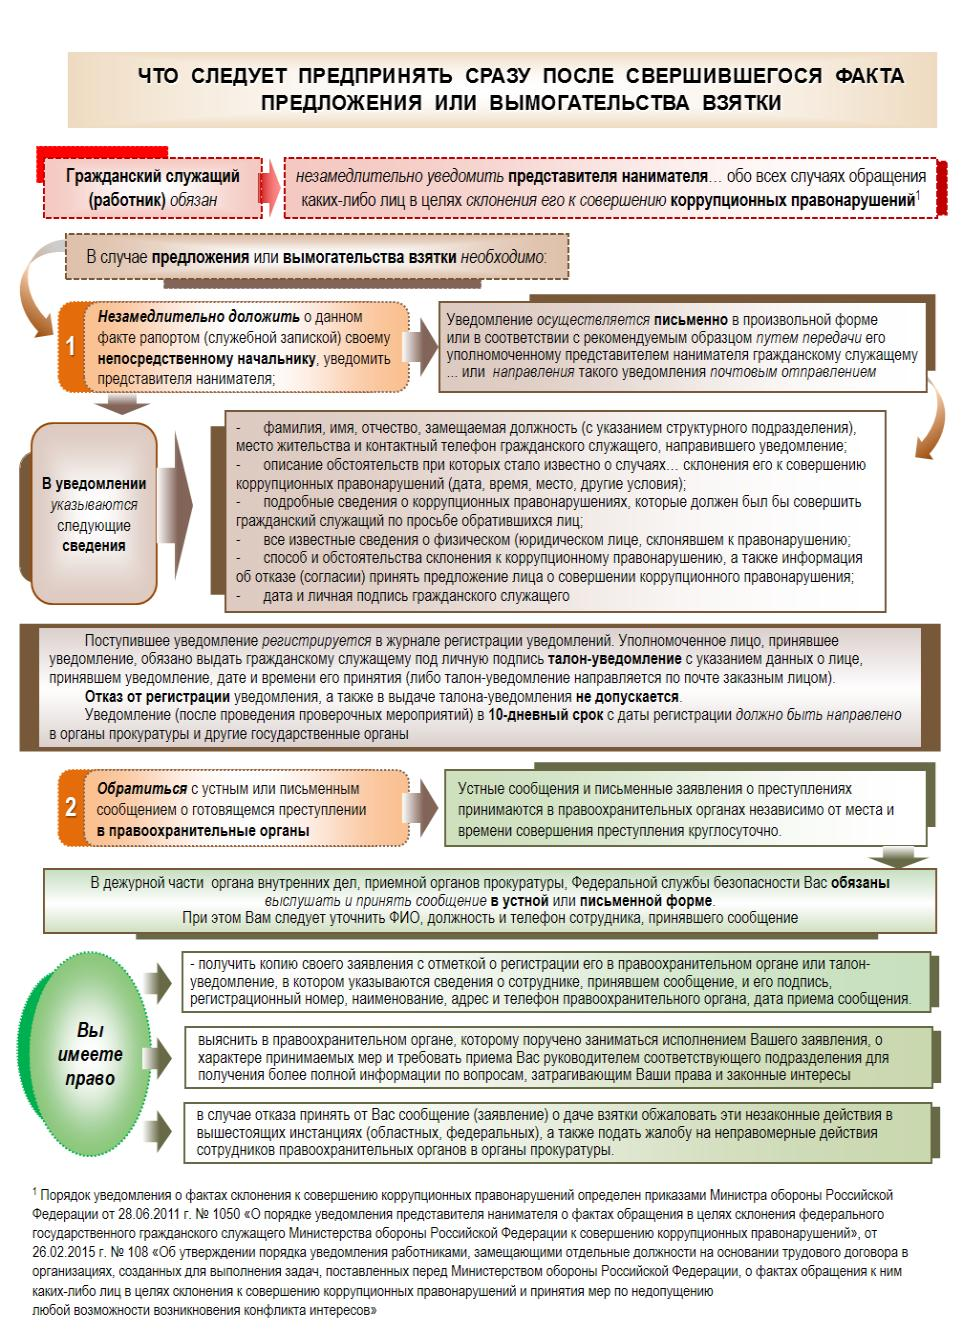 ЧТО СЛЕДУЕТ ПРЕДПРИНЯТЬ СРАЗУ ПОСЛЕ СВЕРШИВШЕГОСЯ ФАКТА
ПРЕДЛОЖЕНИЯ ИЛИ ВЫМОГАТЕЛЬСТВА ВЗЯТКИ
Гражданский служащий
(работник) обязан
незамедлительно уведомить представителя нанимателя… обо всех случаях обращения
каких-либо лиц в целях склонения его к совершению коррупционных правонарушений1
В случае предложения или вымогательства взятки необходимо:
1
Незамедлительно доложить о данном
факте рапортом (служебной запиской) своему
непосредственному начальнику, уведомить
представителя нанимателя;
Уведомление осуществляется письменно в произвольной форме
или в соответствии с рекомендуемым образцом путем передачи его
уполномоченному представителем нанимателя гражданскому служащему
... или направления такого уведомления почтовым отправлением
В уведомлении
указываются
следующие
сведения
- фамилия, имя, отчество, замещаемая должность (с указанием структурного подразделения),
место жительства и контактный телефон гражданского служащего, направившего уведомление;
- описание обстоятельств при которых стало известно о случаях… склонения его к совершению
коррупционных правонарушений (дата, время, место, другие условия);
- подробные сведения о коррупционных правонарушениях, которые должен был бы совершить
гражданский служащий по просьбе обратившихся лиц;
- все известные сведения о физическом (юридическом лице, склонявшем к правонарушению;
- способ и обстоятельства склонения к коррупционному правонарушению, а также информация
об отказе (согласии) принять предложение лица о совершении коррупционного правонарушения;
- дата и личная подпись гражданского служащего
Поступившее уведомление регистрируется в журнале регистрации уведомлений. Уполномоченное лицо, принявшее
уведомление, обязано выдать гражданскому служащему под личную подпись талон-уведомление с указанием данных о лице,
принявшем уведомление, дате и времени его принятия (либо талон-уведомление направляется по почте заказным лицом).
Отказ от регистрации уведомления, а также в выдаче талона-уведомления не допускается.
Уведомление (после проведения проверочных мероприятий) в 10-дневный срок с даты регистрации должно быть направлено
в органы прокуратуры и другие государственные органы
2
Обратиться с устным или письменным
сообщением о готовящемся преступлении
в правоохранительные органы
Устные сообщения и письменные заявления о преступлениях
принимаются в правоохранительных органах независимо от места и
времени совершения преступления круглосуточно.
В дежурной части органа внутренних дел, приемной органов прокуратуры, Федеральной службы безопасности Вас обязаны
выслушать и принять сообщение в устной или письменной форме.
При этом Вам следует уточнить ФИО, должность и телефон сотрудника, принявшего сообщение
Вы
имеете
право
- получить копию своего заявления с отметкой о регистрации его в правоохранительном органе или талон-
уведомление, в котором указываются сведения о сотруднике, принявшем сообщение, и его подпись,
регистрационный номер, наименование, адрес и телефон правоохранительного органа, дата приема сообщения.
выяснить в правоохранительном органе, которому поручено заниматься исполнением Вашего заявления, о
характере принимаемых мер и требовать приема Вас руководителем соответствующего подразделения для
получения более полной информации по вопросам, затрагивающим Ваши права и законные интересы
в случае отказа принять от Вас сообщение (заявление) о даче взятки обжаловать эти незаконные действия в
вышестоящих инстанциях (областных, федеральных), а также подать жалобу на неправомерные действия
сотрудников правоохранительных органов в органы прокуратуры.
1 Порядок уведомления о фактах склонения к совершению коррупционных правонарушений определен приказами Министра обороны Российской
Федерации от 28.06.2011 г. № 1050 «О порядке уведомления представителя нанимателя о фактах обращения в целях склонения федерального
государственного гражданского служащего Министерства обороны Российской Федерации к совершению коррупционных правонарушений», от
26.02.2015 г. № 108 «Об утверждении порядка уведомления работниками, замещающими отдельные должности на основании трудового договора в
организациях, созданных для выполнения задач, поставленных перед Министерством обороны Российской Федерации, о фактах обращения к ним
каких-либо лиц в целях склонения к совершению коррупционных правонарушений и принятия мер по недопущению
любой возможности возникновения конфликта интересов»